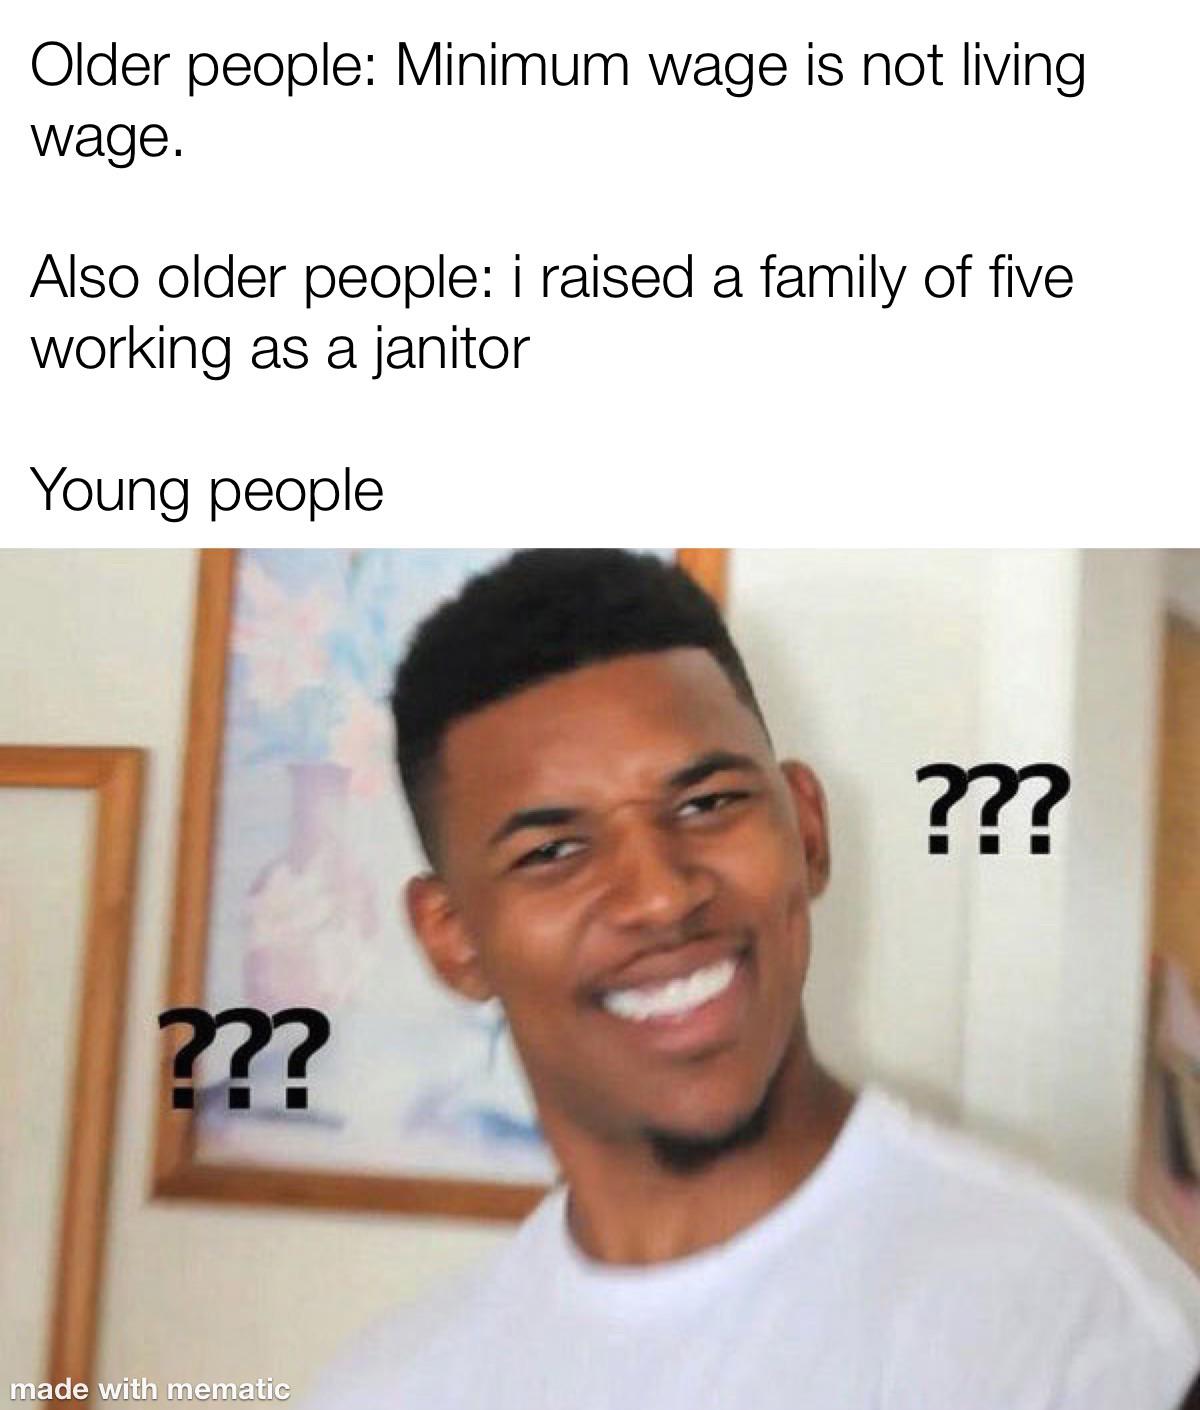 Older people: Minimum wage is not living
wage.
Also older people: i raised a family of five
working as a janitor
Young people
???
???
made with mematic